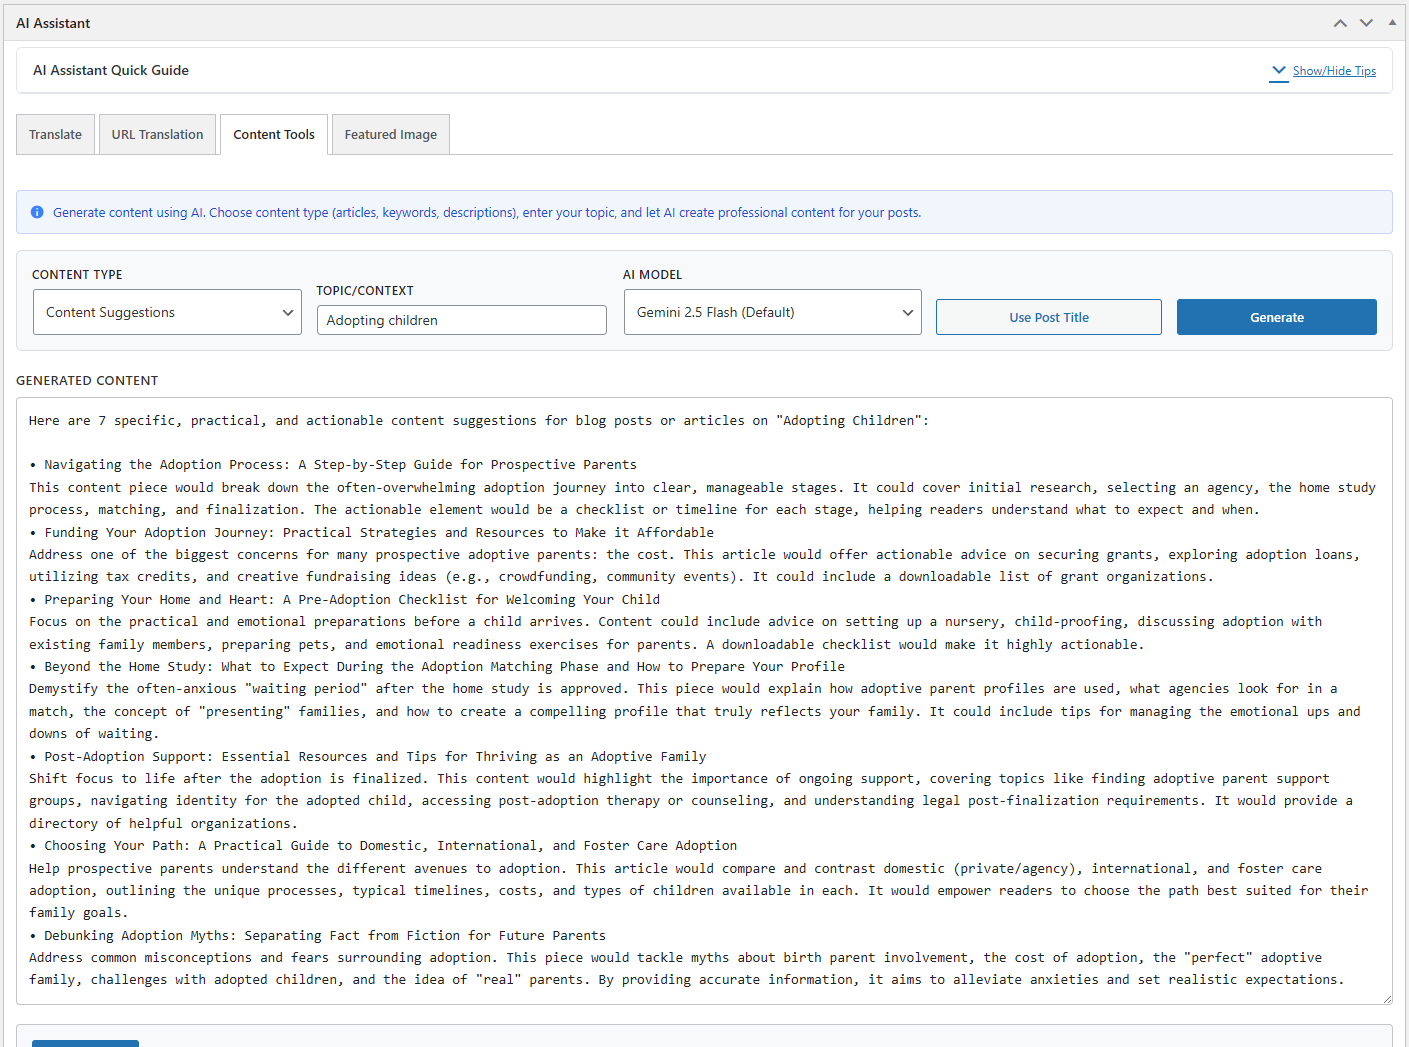 AI Assistant
AI Assistant Quick Guide
Show/Hide Tips
Translate
URL Translation
Content Tools
Featured Image
Generate content using AI. Choose content type (articles, keywords, descriptions), enter your topic, and let AI create professional content for your posts.
CONTENT TYPE
Content Suggestions
TOPIC/CONTEXT
Adopting children
AI MODEL
Gemini 2.5 Flash (Default)
Use Post Title
Generate
GENERATED CONTENT
Here are 7 specific, practical, and actionable content suggestions for blog posts or articles on "Adopting Children":
• Navigating the Adoption Process: A Step-by-Step Guide for Prospective Parents
This content piece would break down the often-overwhelming adoption journey into clear, manageable stages. It could cover initial research, selecting an agency, the home study
process, matching, and finalization. The actionable element would be a checklist or timeline for each stage, helping readers understand what to expect and when.
• Funding Your Adoption Journey: Practical Strategies and Resources to Make it Affordable
Address one of the biggest concerns for many prospective adoptive parents: the cost. This article would offer actionable advice on securing grants, exploring adoption loans,
utilizing tax credits, and creative fundraising ideas (e.g., crowdfunding, community events). It could include a downloadable list of grant organizations.
• Preparing Your Home and Heart: A Pre-Adoption Checklist for Welcoming Your Child
Focus on the practical and emotional preparations before a child arrives. Content could include advice on setting up a nursery, child-proofing, discussing adoption with
existing family members, preparing pets, and emotional readiness exercises for parents. A downloadable checklist would make it highly actionable.
• Beyond the Home Study: What to Expect During the Adoption Matching Phase and How to Prepare Your Profile
Demystify the often-anxious "waiting period" after the home study is approved. This piece would explain how adoptive parent profiles are used, what agencies look for in a
match, the concept of "presenting" families, and how to create a compelling profile that truly reflects your family. It could include tips for managing the emotional ups and
downs of waiting.
• Post-Adoption Support: Essential Resources and Tips for Thriving as an Adoptive Family
Shift focus to life after the adoption is finalized. This content would highlight the importance of ongoing support, covering topics like finding adoptive parent support
groups, navigating identity for the adopted child, accessing post-adoption therapy or counseling, and understanding legal post-finalization requirements. It would provide a
directory of helpful organizations.
• Choosing Your Path: A Practical Guide to Domestic, International, and Foster Care Adoption
Help prospective parents understand the different avenues to adoption. This article would compare and contrast domestic (private/agency), international, and foster care
adoption, outlining the unique processes, typical timelines, costs, and types of children available in each. It would empower readers to choose the path best suited for their
family goals.
• Debunking Adoption Myths: Separating Fact from Fiction for Future Parents
Address common misconceptions and fears surrounding adoption. This piece would tackle myths about birth parent involvement, the cost of adoption, the "perfect" adoptive
family, challenges with adopted children, and the idea of "real" parents. By providing accurate information, it aims to alleviate anxieties and set realistic expectations.